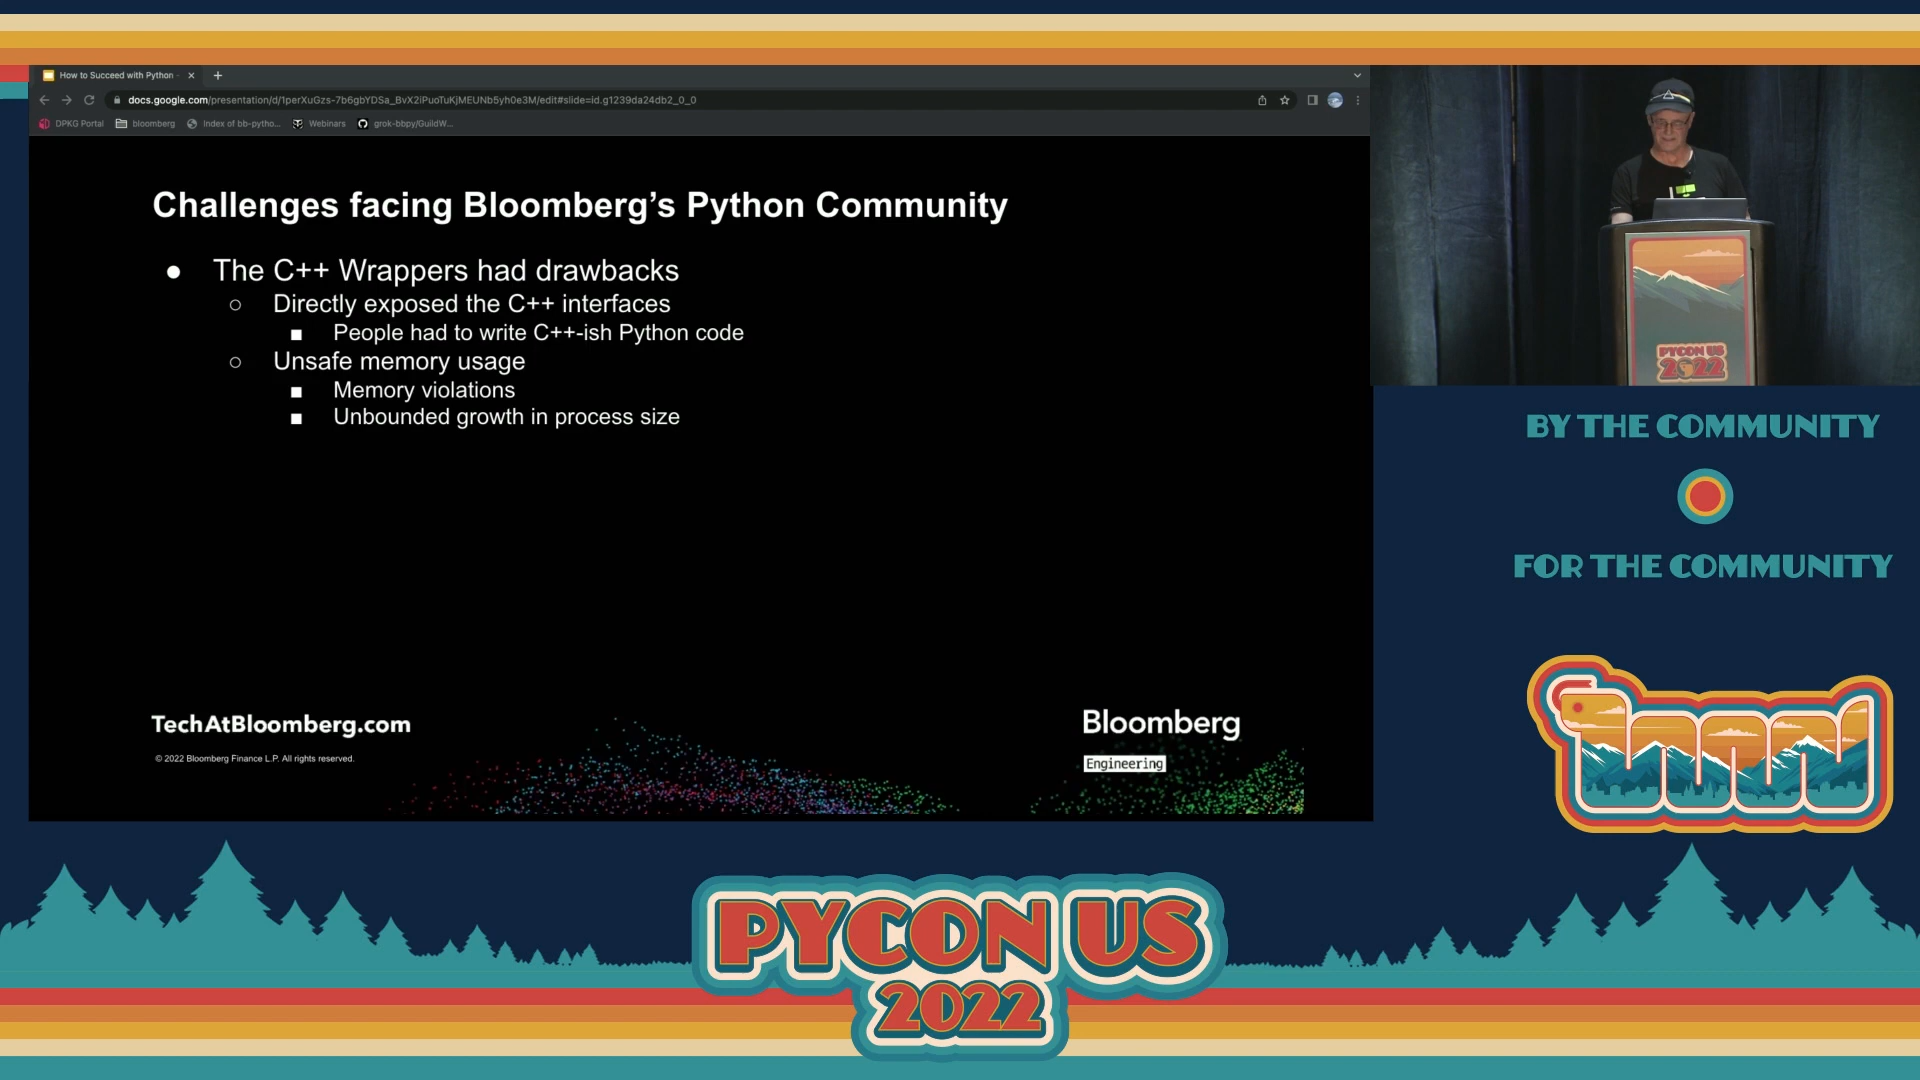 How to Succeed with Python
docs.google.com/presentation/d/1perXuGzs-7b6gbYDSa_BvX2iPuoTuKjMEUNb5yh0e3M/edit#slide=id.g1239da24db2_0_0
DPKG Portal
bloomberg
Index of bb-pytho...
Webinars
grok-bbpy/GuildW...
Challenges facing Bloomberg's Python Community
● The C++ Wrappers had drawbacks
○ Directly exposed the C++ interfaces
■ People had to write C++-ish Python code
○ Unsafe memory usage
■ Memory violations
■ Unbounded growth in process size
TechAtBloomberg.com
© 2022 Bloomberg Finance L.P. All rights reserved.
Bloomberg
Engineering
PYCON US
2022
BY THE COMMUNITY
FOR THE COMMUNITY
PYCON US
2022